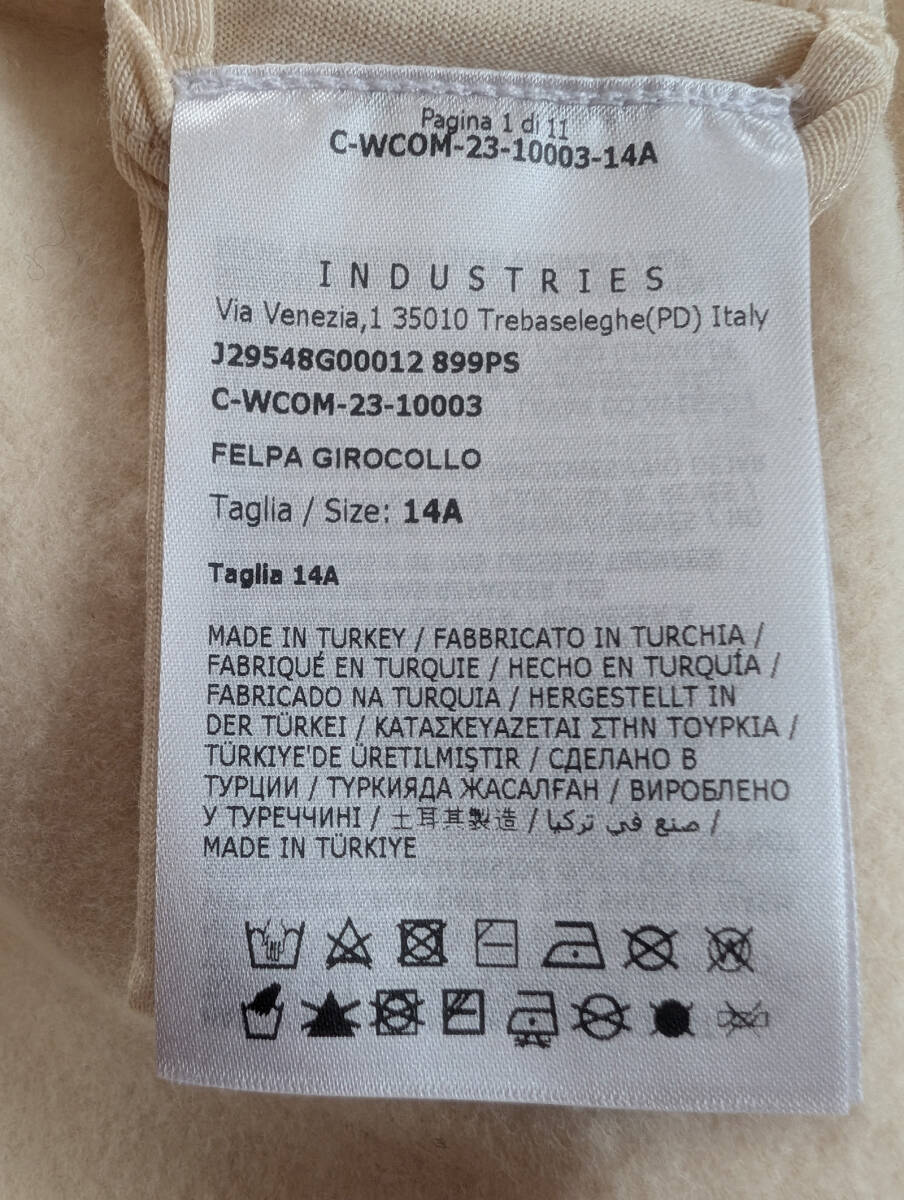 Pagina 1 di 11
C-WCOM-23-10003-14A
INDUSTRIES
Via Venezia,1 35010 Trebaseleghe(PD) Italy
J29548G00012 899PS
C-WCOM-23-10003
FELPA GIROCOLLO
Taglia / Size: 14A
Taglia 14A
MADE IN TURKEY / FABBRICATO IN TURCHIA /
FABRIQUÉ EN TURQUIE / HECHO EN TURQUÍA /
FABRICADO NA TURQUIA / HERGESTELLT IN
DER TÜRKEI / ΚΑΤΑΣΚΕΥΑΖΕΤΑΙ ΣΤΗΝ ΤΟΥΡΚΙΑ /
TÜRKIYE'DE ÜRETILMIŞTIR / СДЕЛАНО В
ТУРЦИИ / ТҮРКИЯДА ЖАСАЛҒАН / ВИРОБЛЕНО
У ТУРЕЧЧИНІ / 土耳其製造 / صنع في تركيا /
MADE IN TÜRKIYE